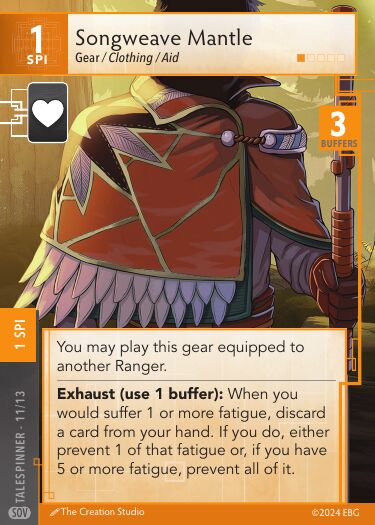 1
SPI
Songweave Mantle
Gear / Clothing / Aid
3
BUFFERS
1 SPI
You may play this gear equipped to
another Ranger.
Exhaust (use 1 buffer): When you
would suffer 1 or more fatigue, discard
a card from your hand. If you do, either
prevent 1 of that fatigue or, if you have
5 or more fatigue, prevent all of it.
SOV TALESPINNER - 11/13
The Creation Studio
©2024 EBG